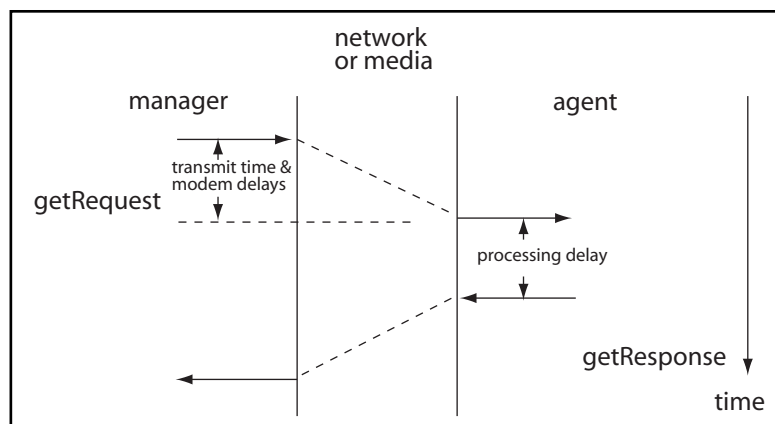 network
or media
manager
agent
transmit time &
modem delays
getRequest
processing delay
getResponse
time